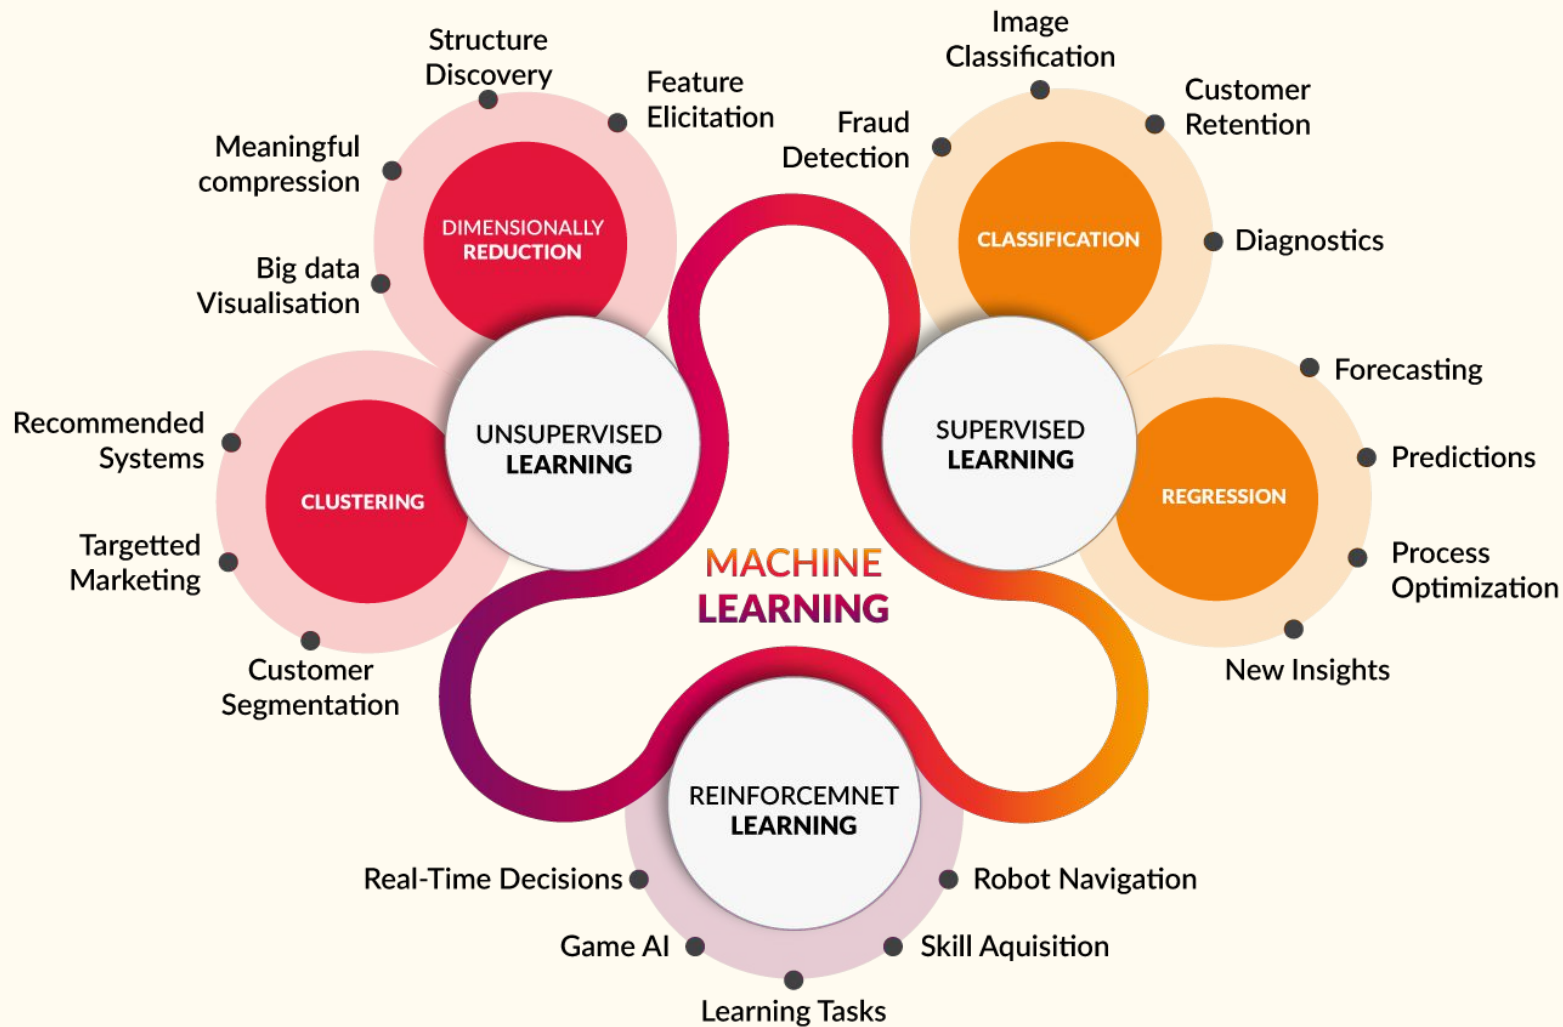 Structure
Discovery
Feature
Elicitation
Meaningful
compression
Big data
Visualisation
DIMENSIONALLY
REDUCTION
Image
Classification
Customer
Retention
Fraud
Detection
Diagnostics
CLASSIFICATION
Recommended
Systems
Targetted
Marketing
Customer
Segmentation
CLUSTERING
UNSUPERVISED
LEARNING
SUPERVISED
LEARNING
Forecasting
Predictions
Process
Optimization
New Insights
REGRESSION
MACHINE
LEARNING
REINFORCEMNET
LEARNING
Real-Time Decisions
Robot Navigation
Game AI
Skill Aquisition
Learning Tasks